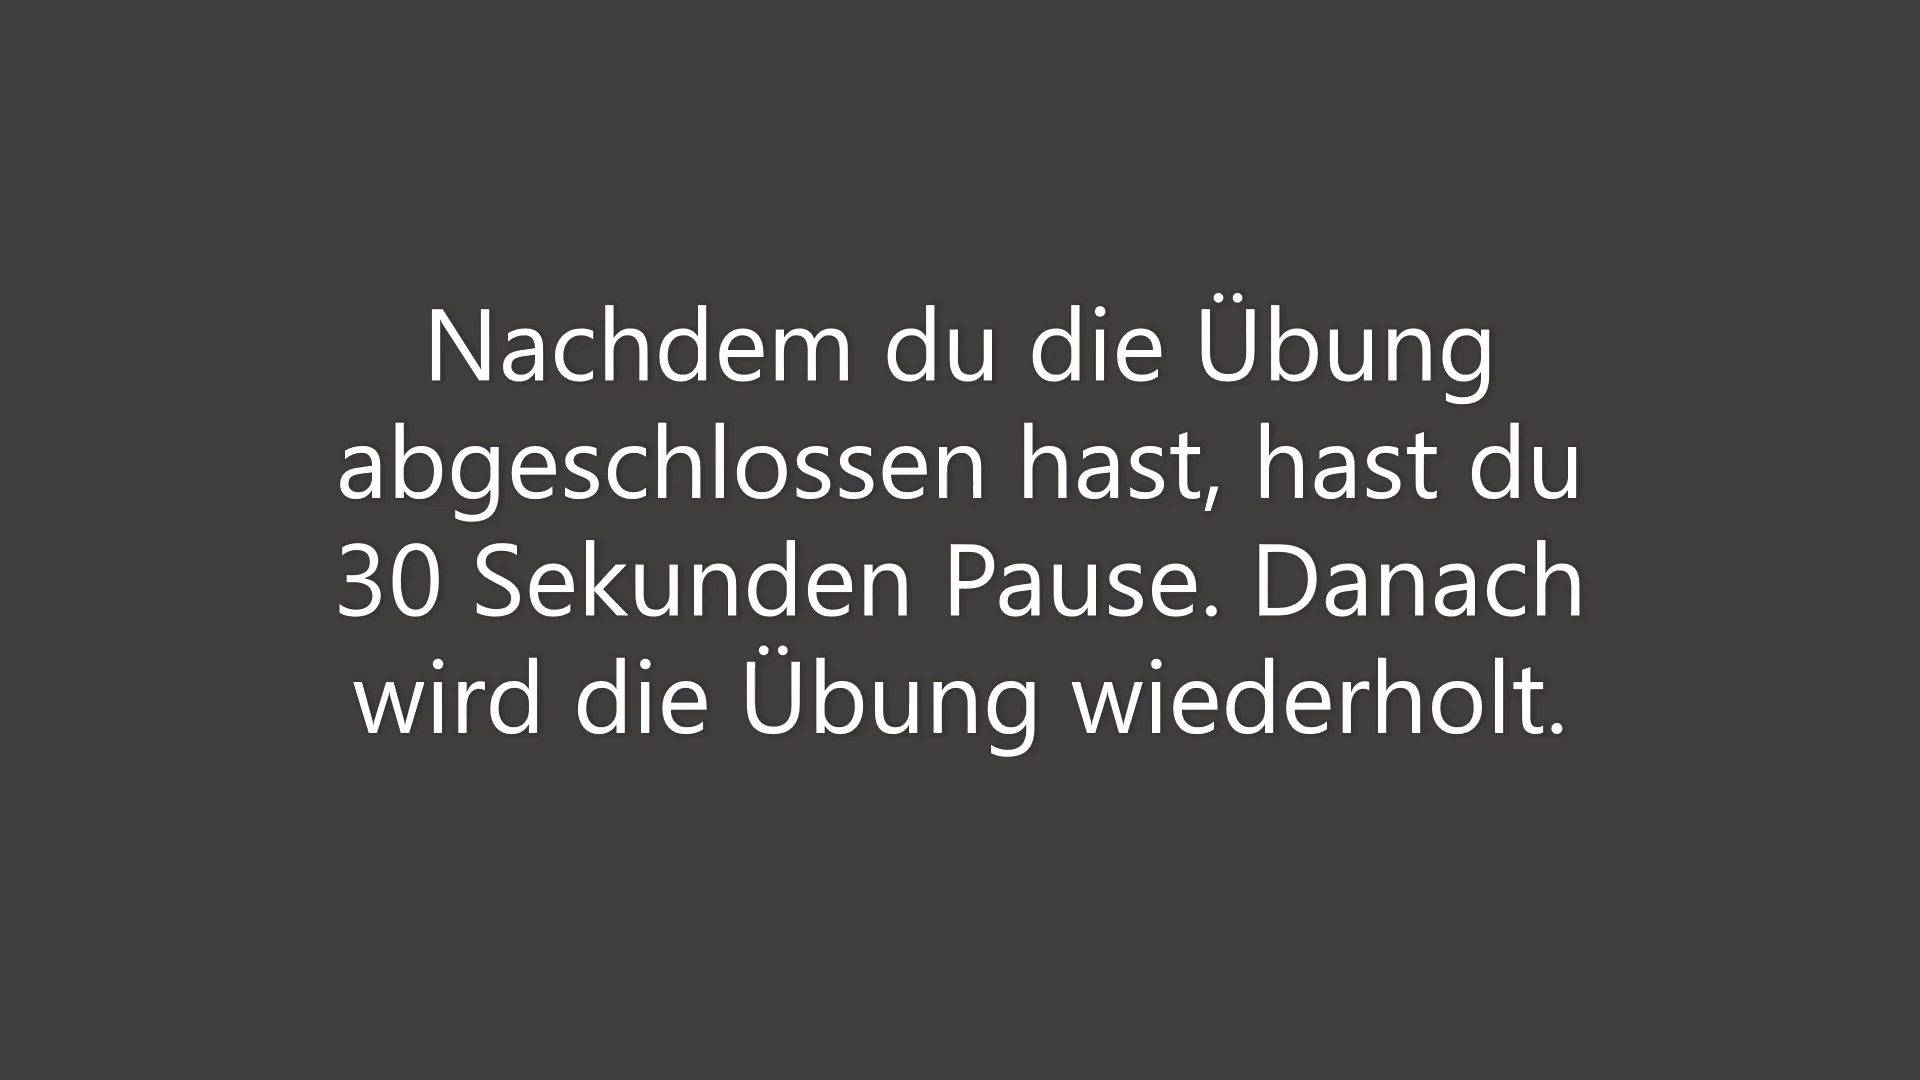 Nachdem du die Übung
abgeschlossen hast, hast du
30 Sekunden Pause. Danach
wird die Übung wiederholt.